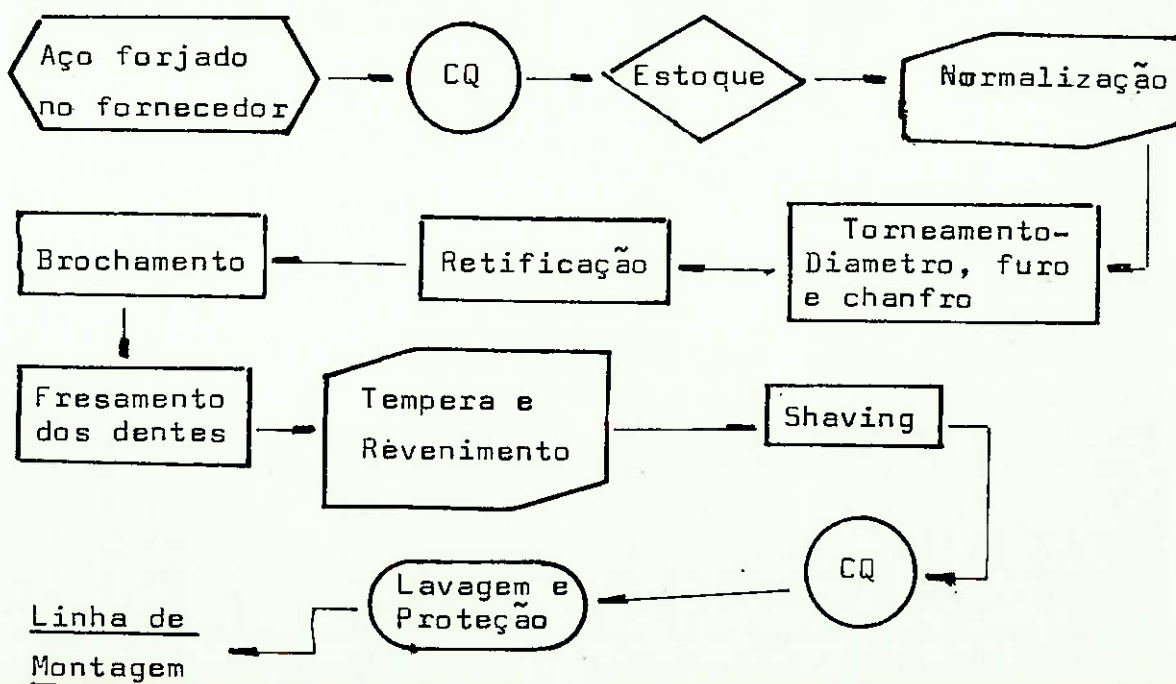 Aço forjado
no fornecedor
CQ
Estoque
Normalização
Torneamento-
Diametro, furo
e chanfro
Retificação
Brochamento
Fresamento
dos dentes
Tempera e
Revenimento
Shaving
CQ
Lavagem e
Proteção
Linha de
Montagem